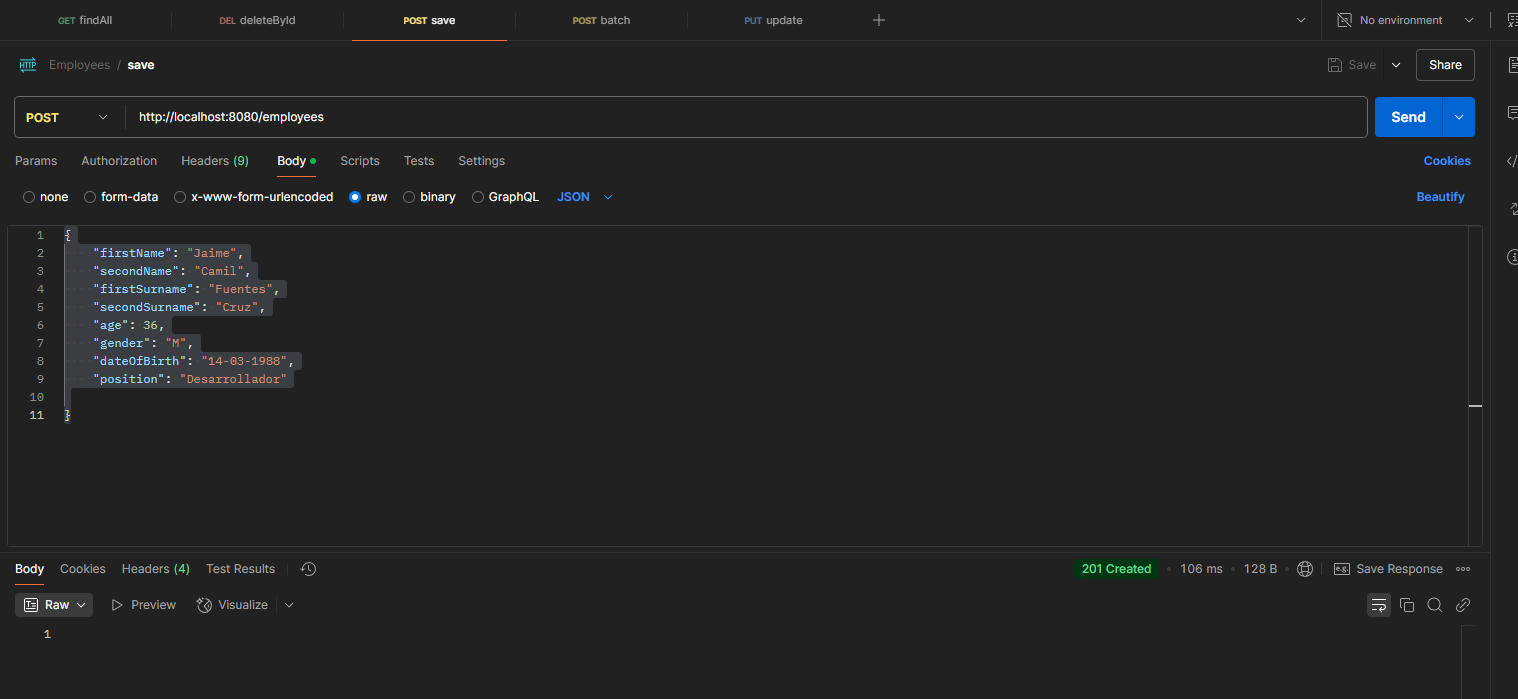 GET findAll DEL deleteById POST save POST batch PUT update No environment
HTTP Employees / save Save Share
POST http://localhost:8080/employees Send
Params Authorization Headers (9) Body Scripts Tests Settings Cookies
none form-data x-www-form-urlencoded raw binary GraphQL JSON Beautify
1 {
2 "firstName": "Jaime",
3 "secondName": "Camil",
4 "firstSurname": "Fuentes",
5 "secondSurname": "Cruz",
6 "age": 36,
7 "gender": "M",
8 "dateOfBirth": "14-03-1988",
9 "position": "Desarrollador"
10
11 }
Body Cookies Headers (4) Test Results 201 Created 106 ms 128 B e.g. Save Response
Raw Preview Visualize
1